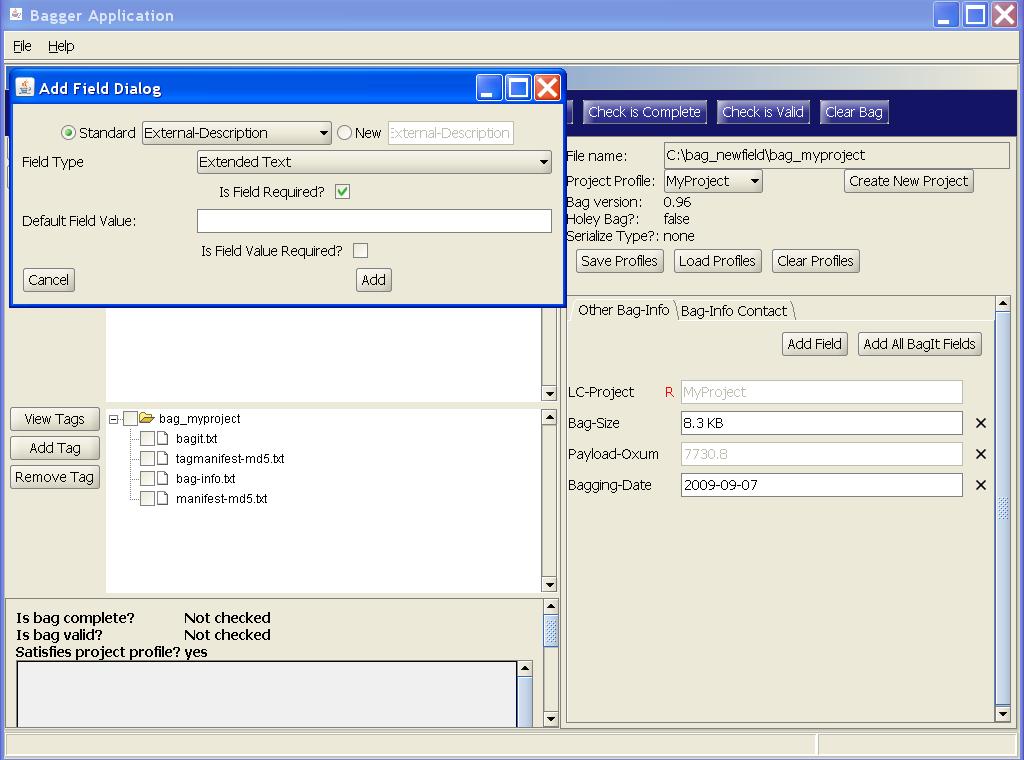 Bagger Application
File Help
Add Field Dialog
Standard External-Description New External-Description
Field Type Extended Text
Is Field Required?
Default Field Value:
Is Field Value Required?
Cancel Add
Check is Complete Check is Valid Clear Bag
File name: C:\bag_newfield\bag_myproject
Project Profile: MyProject Create New Project
Bag version: 0.96
Holey Bag?: false
Serialize Type?: none
Save Profiles Load Profiles Clear Profiles
Other Bag-Info Bag-Info Contact
Add Field Add All BagIt Fields
LC-Project R MyProject
Bag-Size 8.3 KB
Payload-Oxum 7730.8
Bagging-Date 2009-09-07
View Tags
Add Tag
Remove Tag
bag_myproject
bagit.txt
tagmanifest-md5.txt
bag-info.txt
manifest-md5.txt
Is bag complete? Not checked
Is bag valid? Not checked
Satisfies project profile? yes